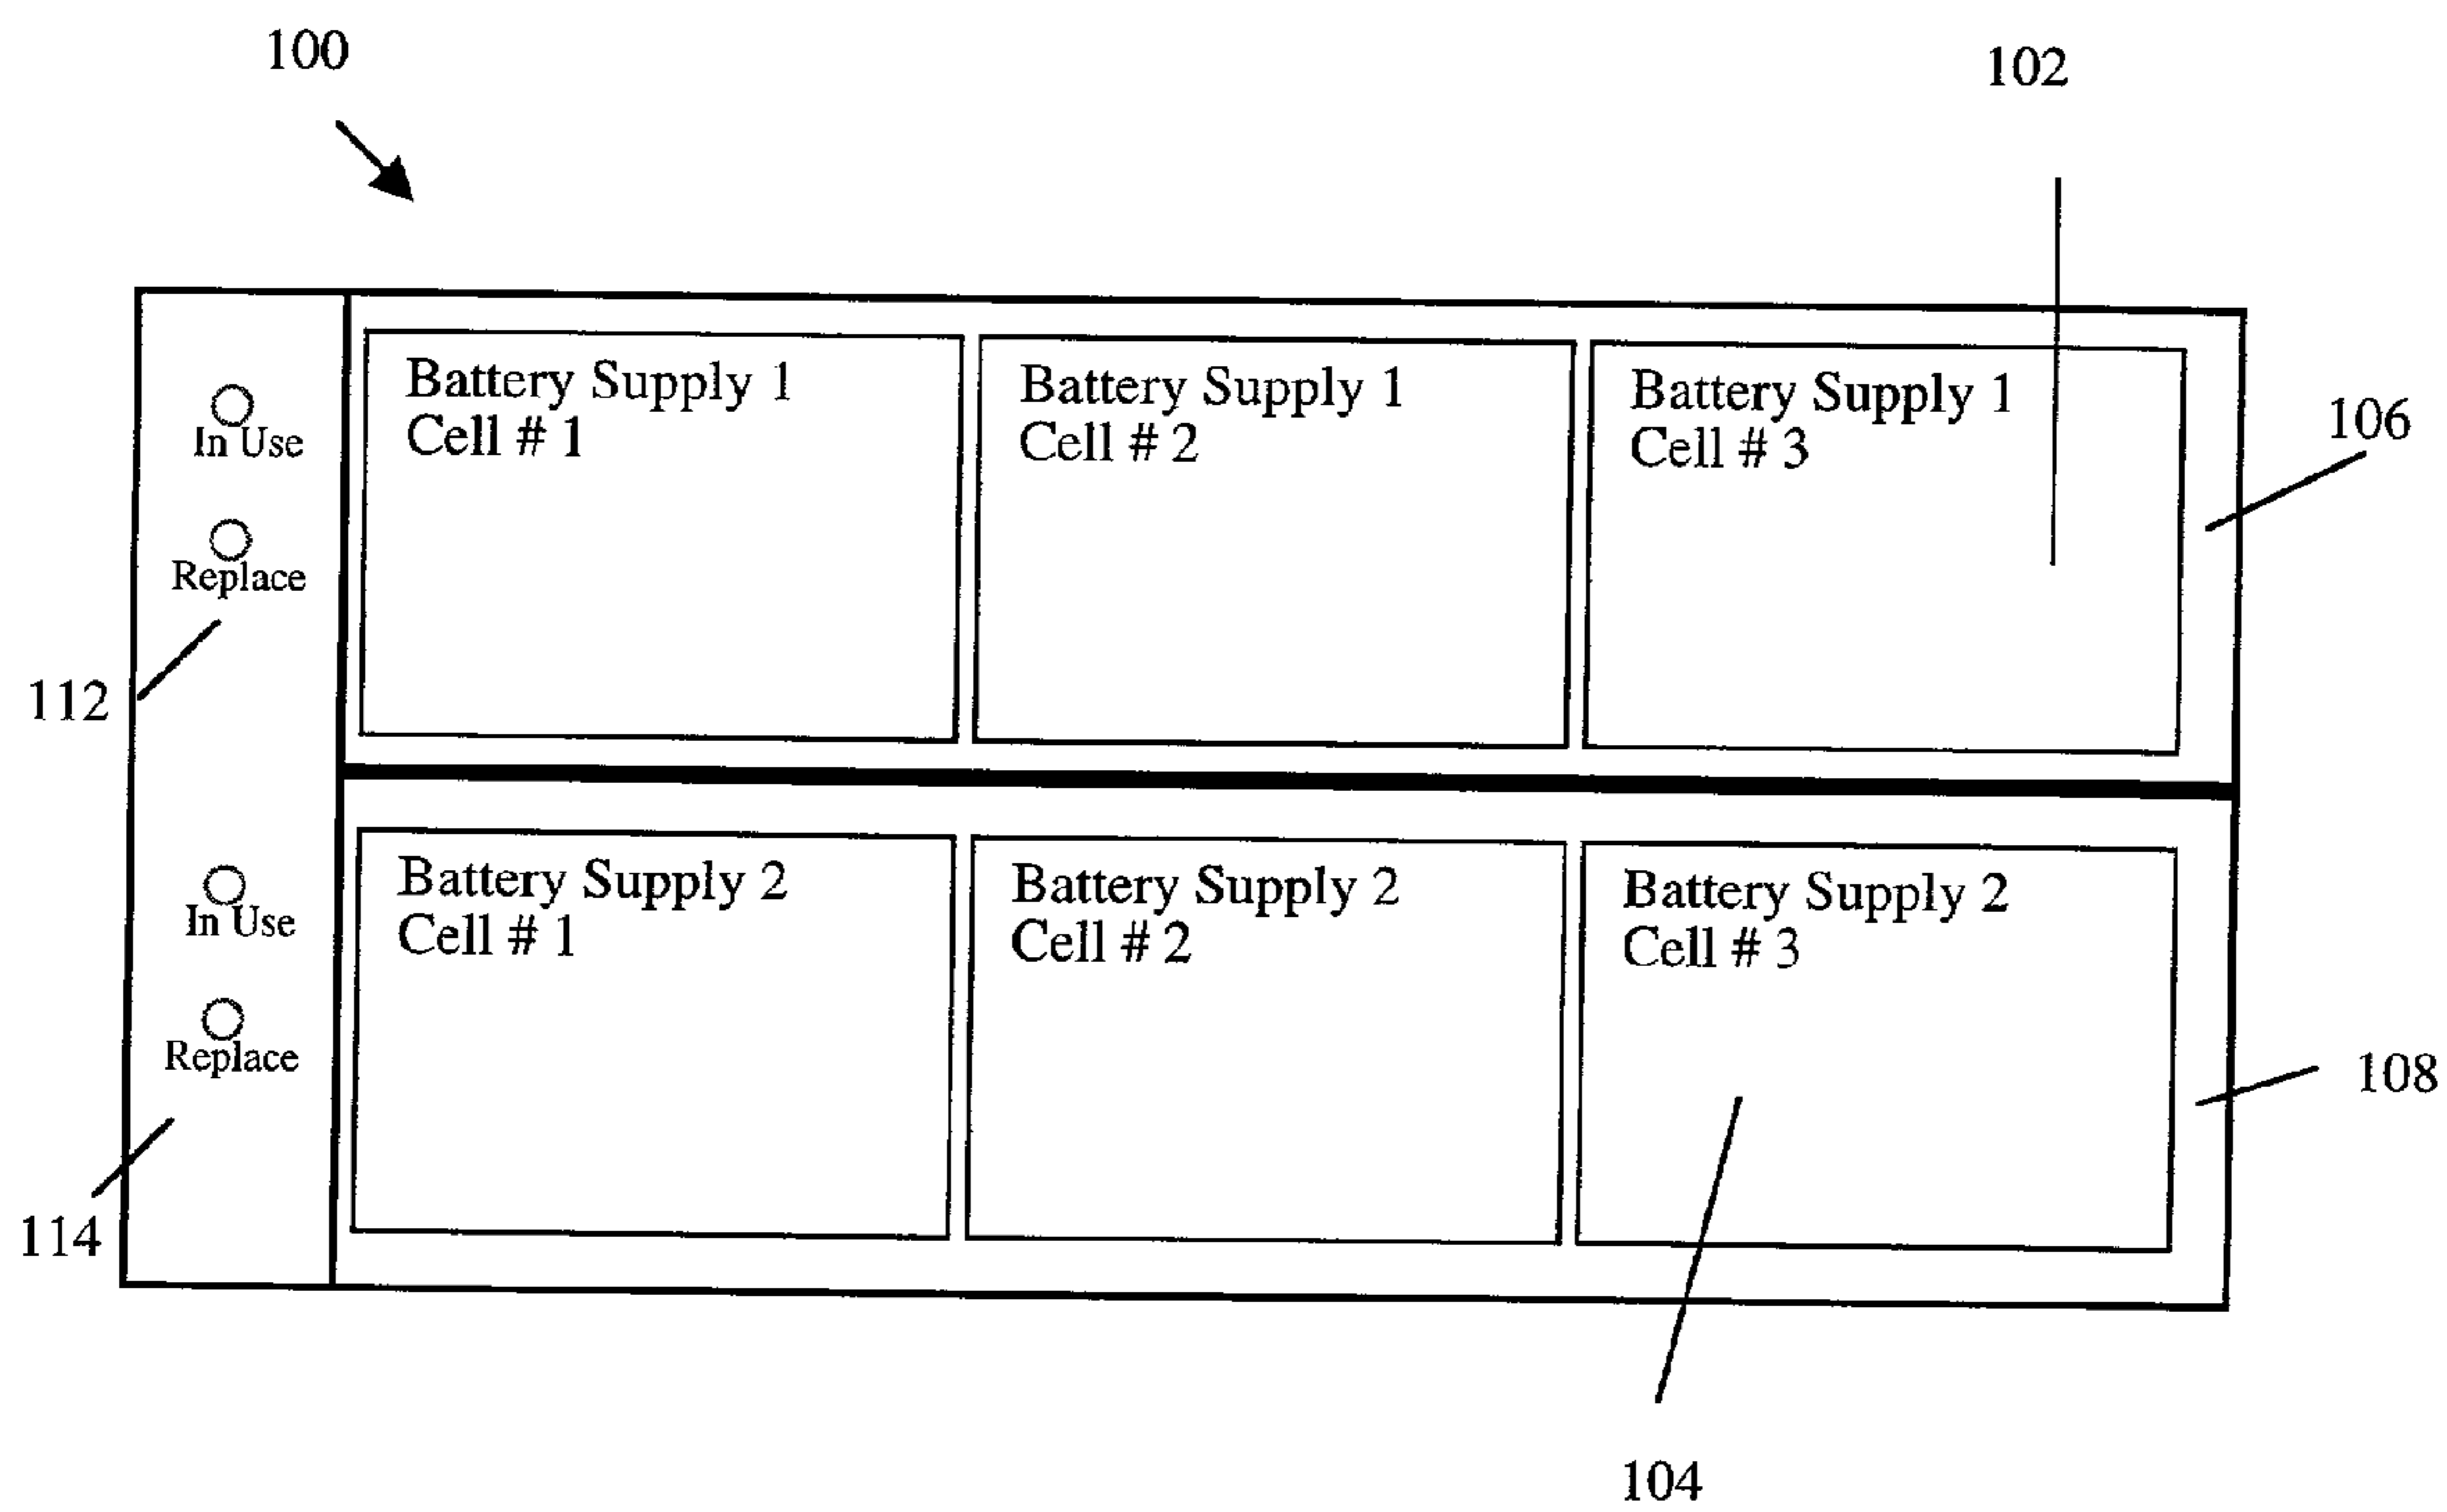 100
102
Battery Supply 1
Cell # 1
Battery Supply 1
Cell # 2
Battery Supply 1
Cell # 3
106
In Use
Replace
112
Battery Supply 2
Cell # 1
Battery Supply 2
Cell # 2
Battery Supply 2
Cell # 3
In Use
Replace
108
114
104